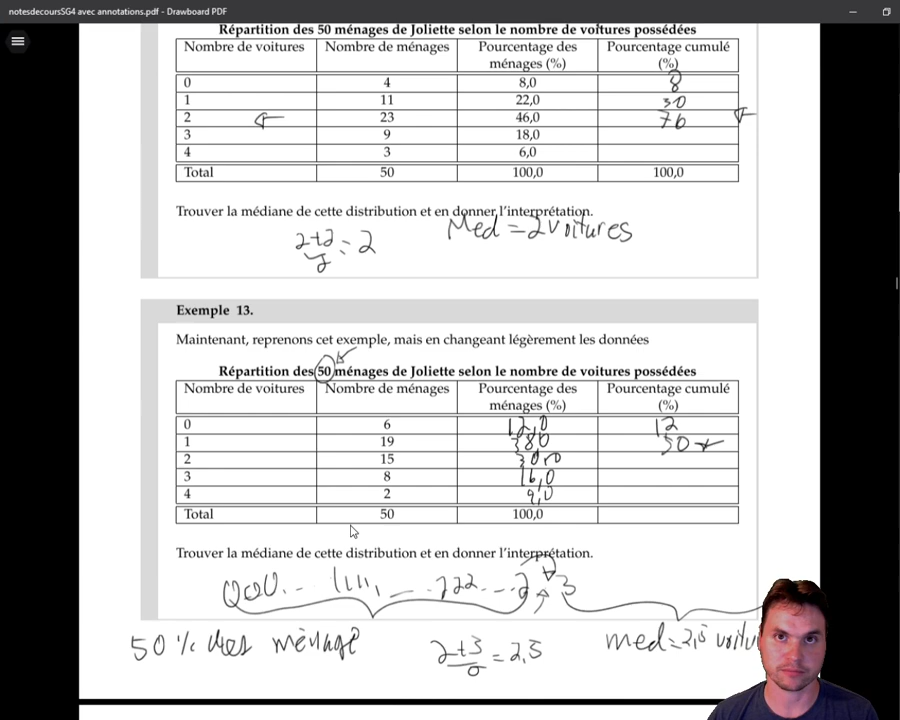 notesdecoursSG4 avec annotations.pdf - Drawboard PDF
Répartition des 50 ménages de Joliette selon le nombre de voitures possédées
Nombre de voitures Nombre de ménages Pourcentage des ménages (%) Pourcentage cumulé (%)
0 4 8,0 8
1 11 22,0 30
2 23 46,0 76
3 9 18,0
4 3 6,0
Total 50 100,0 100,0
Trouver la médiane de cette distribution et en donner l'interprétation.
2+2/2 = 2 Med = 2 voitures
Exemple 13.
Maintenant, reprenons cet exemple, mais en changeant légèrement les données
Répartition des 50 ménages de Joliette selon le nombre de voitures possédées
Nombre de voitures Nombre de ménages Pourcentage des ménages (%) Pourcentage cumulé (%)
0 6 12,0 12
1 19 38,0 50
2 15 30,0
3 8 16,0
4 2 4,0
Total 50 100,0
Trouver la médiane de cette distribution et en donner l'interprétation.
000... 1111... 222... 2 3
50 % des ménage 2+3 = 2,5 med = 2,5 voitu